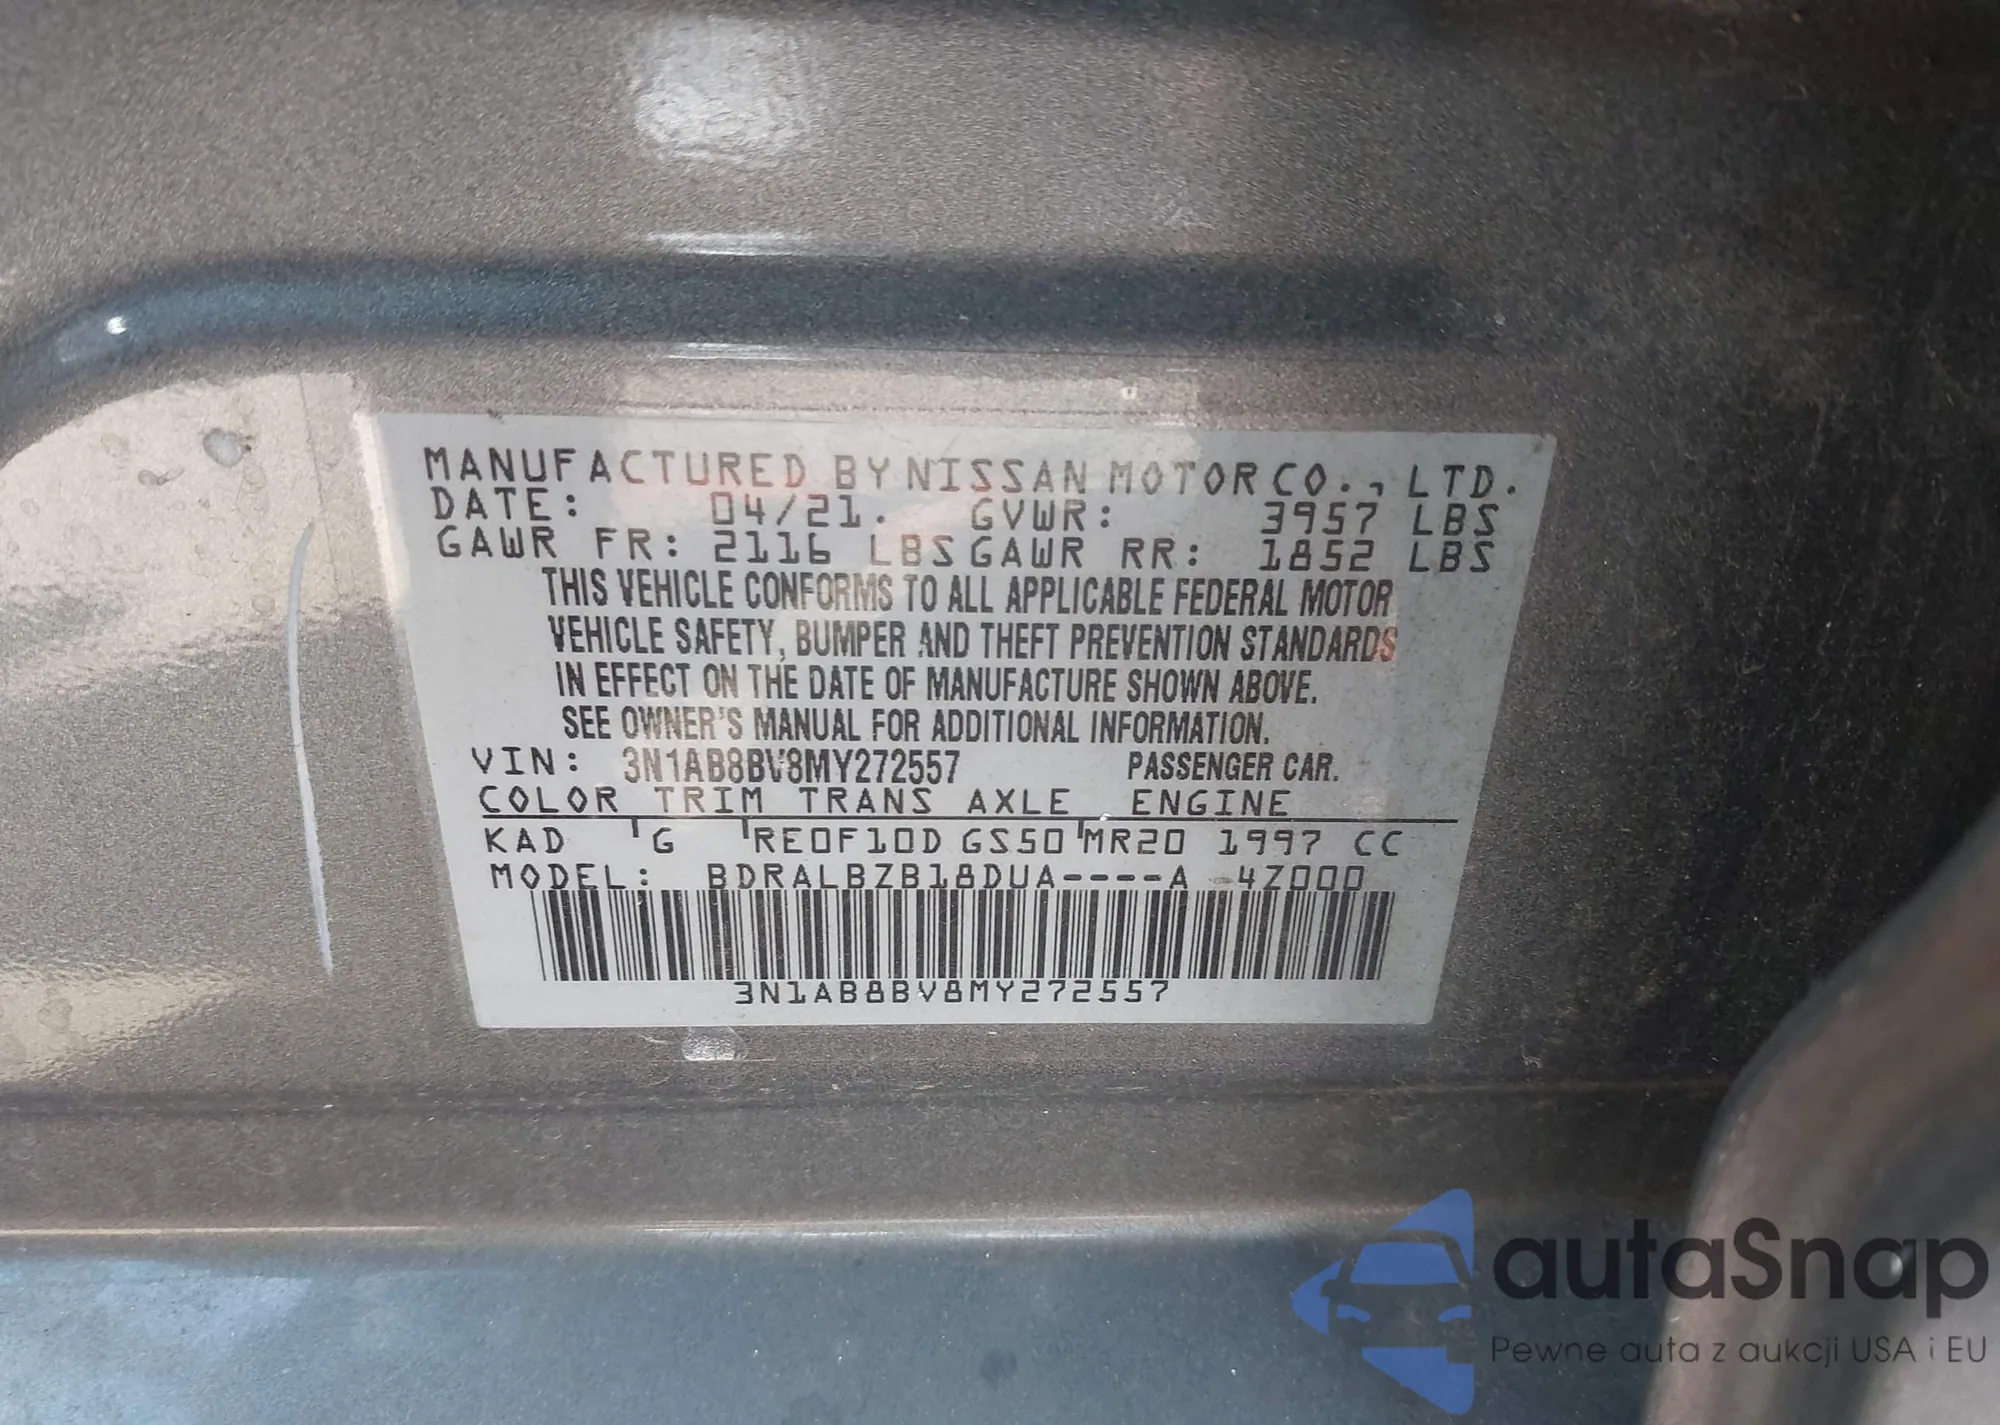 MANUFACTURED BY NISSAN MOTOR CO., LTD.
DATE: 04/21. GVWR: 3957 LBS
GAWR FR: 2116 LBS GAWR RR: 1852 LBS
THIS VEHICLE CONFORMS TO ALL APPLICABLE FEDERAL MOTOR
VEHICLE SAFETY, BUMPER AND THEFT PREVENTION STANDARDS
IN EFFECT ON THE DATE OF MANUFACTURE SHOWN ABOVE.
SEE OWNER'S MANUAL FOR ADDITIONAL INFORMATION.
VIN: 3N1AB8BV8MY272557 PASSENGER CAR.
COLOR TRIM TRANS AXLE ENGINE
KAD G RE0F10D GS50 MR20 1997 CC
MODEL: BDRALBZB18DUA----A -4Z000
3N1AB8BV8MY272557
autaSnap
Pewne auta z aukcji USA i EU